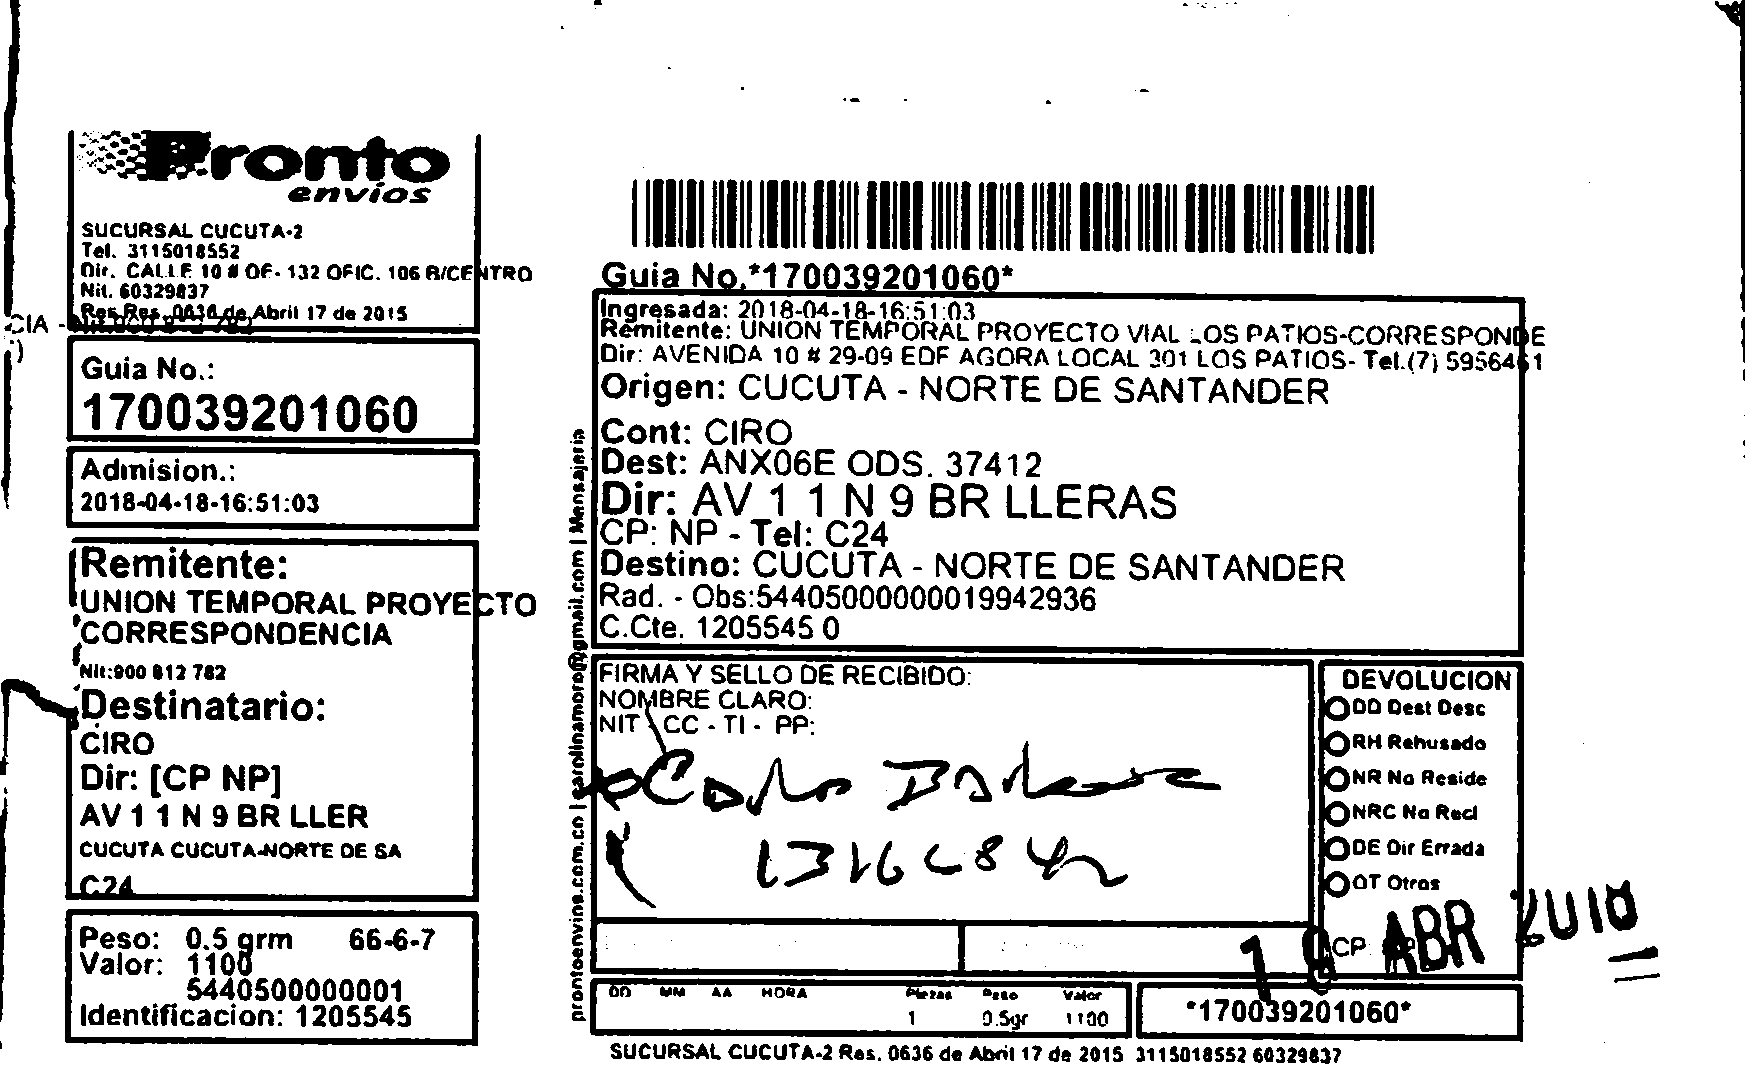 Pronto
envíos
SUCURSAL CUCUTA-2
Tel. 3115018552
Dir. CALLE 10 # OF- 132 OFIC. 106 B/CENTRO
Nit. 60329837
Res Res. 0636 de Abril 17 de 2015
CIA -
Guia No.:
170039201060
Admision.:
2018-04-18-16:51:03
Remitente:
UNION TEMPORAL PROYECTO
CORRESPONDENCIA
Nit:900 812 782
Destinatario:
CIRO
Dir: [CP NP]
AV 1 1 N 9 BR LLER
CUCUTA CUCUTA-NORTE DE SA
C24
Peso: 0.5 grm 66-6-7
Valor: 1100
5440500000001
Identificacion: 1205545
prontoenvios.com.co | carolinamoro@gmail.com | Mensajeria
Guia No.*170039201060*
Ingresada: 2018-04-18-16:51:03
Remitente: UNION TEMPORAL PROYECTO VIAL LOS PATIOS-CORRESPONDE
Dir: AVENIDA 10 # 29-09 EDF AGORA LOCAL 301 LOS PATIOS- Tel.(7) 5956461
Origen: CUCUTA - NORTE DE SANTANDER
Cont: CIRO
Dest: ANX06E ODS. 37412
Dir: AV 1 1 N 9 BR LLERAS
CP: NP - Tel: C24
Destino: CUCUTA - NORTE DE SANTANDER
Rad. - Obs:54405000000019942936
C.Cte. 1205545 0
FIRMA Y SELLO DE RECIBIDO:
NOMBRE CLARO:
NIT CC - TI - PP:
Carlos
DEVOLUCION
DD Dest Desc
RH Rehusado
NR No Reside
NRC No Recl
DE Dir Errada
OT Otros
CP
ABR
DD MM AA HORA Piezas Peso Valor
1 0.5gr 1100
*170039201060*
SUCURSAL CUCUTA-2 Res. 0636 de Abril 17 de 2015 3115018552 60329837